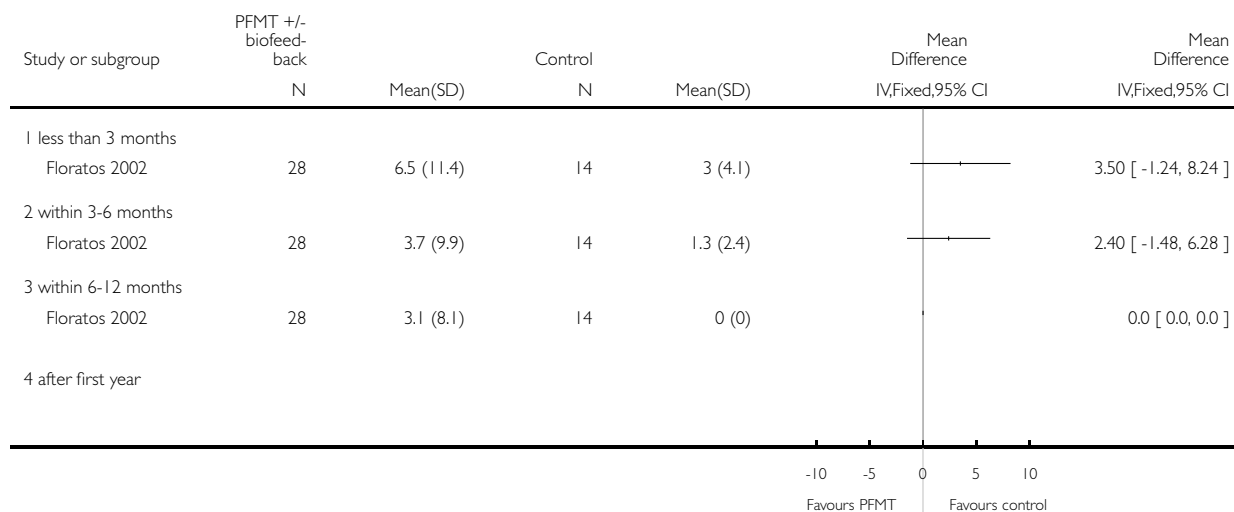 PFMT +/-
biofeed-
Study or subgroup back Control Mean Difference Mean Difference
N Mean(SD) N Mean(SD) IV,Fixed,95% CI IV,Fixed,95% CI
1 less than 3 months
Floratos 2002 28 6.5 (11.4) 14 3 (4.1) 3.50 [ -1.24, 8.24 ]
2 within 3-6 months
Floratos 2002 28 3.7 (9.9) 14 1.3 (2.4) 2.40 [ -1.48, 6.28 ]
3 within 6-12 months
Floratos 2002 28 3.1 (8.1) 14 0 (0) 0.0 [ 0.0, 0.0 ]
4 after first year
-10 -5 0 5 10
Favours PFMT Favours control